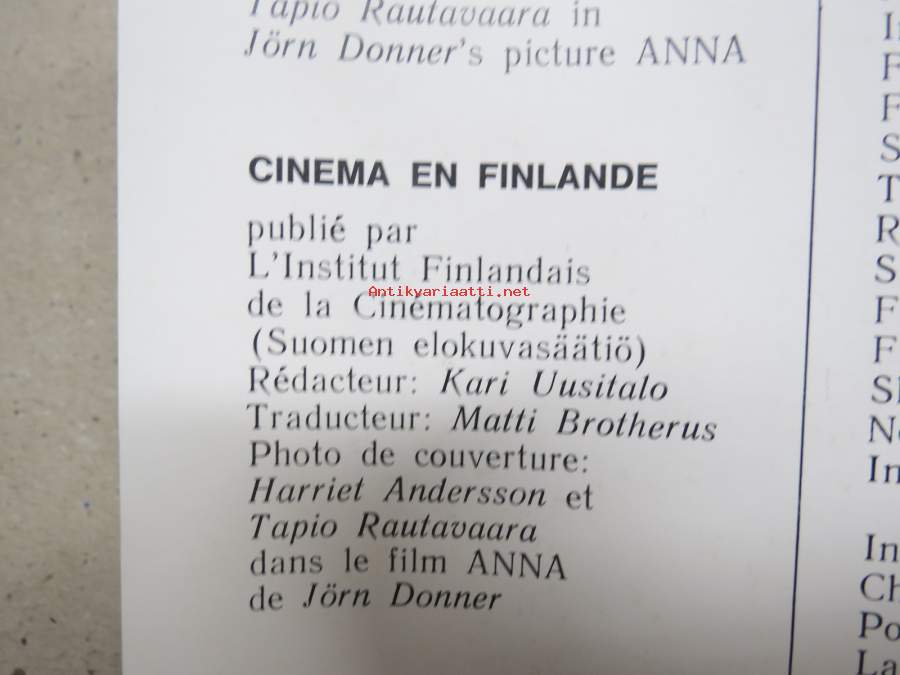 Tapio Rautavaara in
Jörn Donner's picture ANNA
CINEMA EN FINLANDE
publié par
L'Institut Finlandais
de la Cinématographie
(Suomen elokuvasäätiö)
Rédacteur: Kari Uusitalo
Traducteur: Matti Brotherus
Photo de couverture:
Harriet Andersson et
Tapio Rautavaara
dans le film ANNA
de Jörn Donner
Antikyariaatti.net